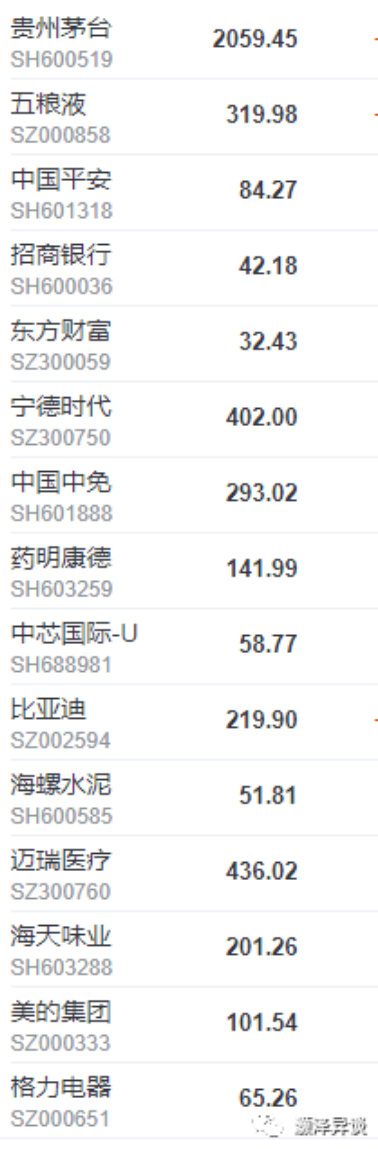 贵州茅台 2059.45
SH600519
五粮液 319.98
SZ000858
中国平安 84.27
SH601318
招商银行 42.18
SH600036
东方财富 32.43
SZ300059
宁德时代 402.00
SZ300750
中国中免 293.02
SH601888
药明康德 141.99
SH603259
中芯国际-U 58.77
SH688981
比亚迪 219.90
SZ002594
海螺水泥 51.81
SH600585
迈瑞医疗 436.02
SZ300760
海天味业 201.26
SH603288
美的集团 101.54
SZ000333
格力电器 65.26
SZ000651
灏泽异谈